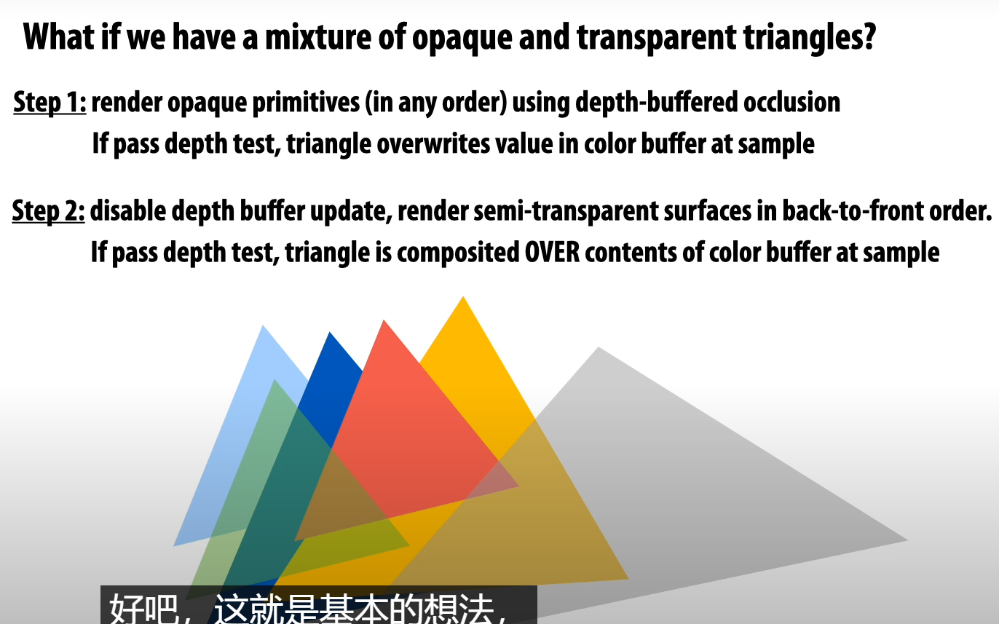 What if we have a mixture of opaque and transparent triangles?
Step 1: render opaque primitives (in any order) using depth-buffered occlusion
If pass depth test, triangle overwrites value in color buffer at sample
Step 2: disable depth buffer update, render semi-transparent surfaces in back-to-front order.
If pass depth test, triangle is composited OVER contents of color buffer at sample
好吧，这就是基本的想法，